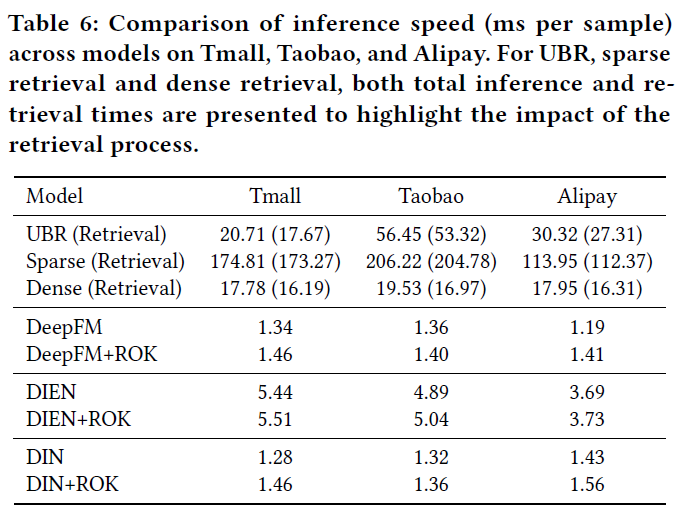 Table 6: Comparison of inference speed (ms per sample)
across models on Tmall, Taobao, and Alipay. For UBR, sparse
retrieval and dense retrieval, both total inference and re-
trieval times are presented to highlight the impact of the
retrieval process.
Model Tmall Taobao Alipay
UBR (Retrieval) 20.71 (17.67) 56.45 (53.32) 30.32 (27.31)
Sparse (Retrieval) 174.81 (173.27) 206.22 (204.78) 113.95 (112.37)
Dense (Retrieval) 17.78 (16.19) 19.53 (16.97) 17.95 (16.31)
DeepFM 1.34 1.36 1.19
DeepFM+ROK 1.46 1.40 1.41
DIEN 5.44 4.89 3.69
DIEN+ROK 5.51 5.04 3.73
DIN 1.28 1.32 1.43
DIN+ROK 1.46 1.36 1.56